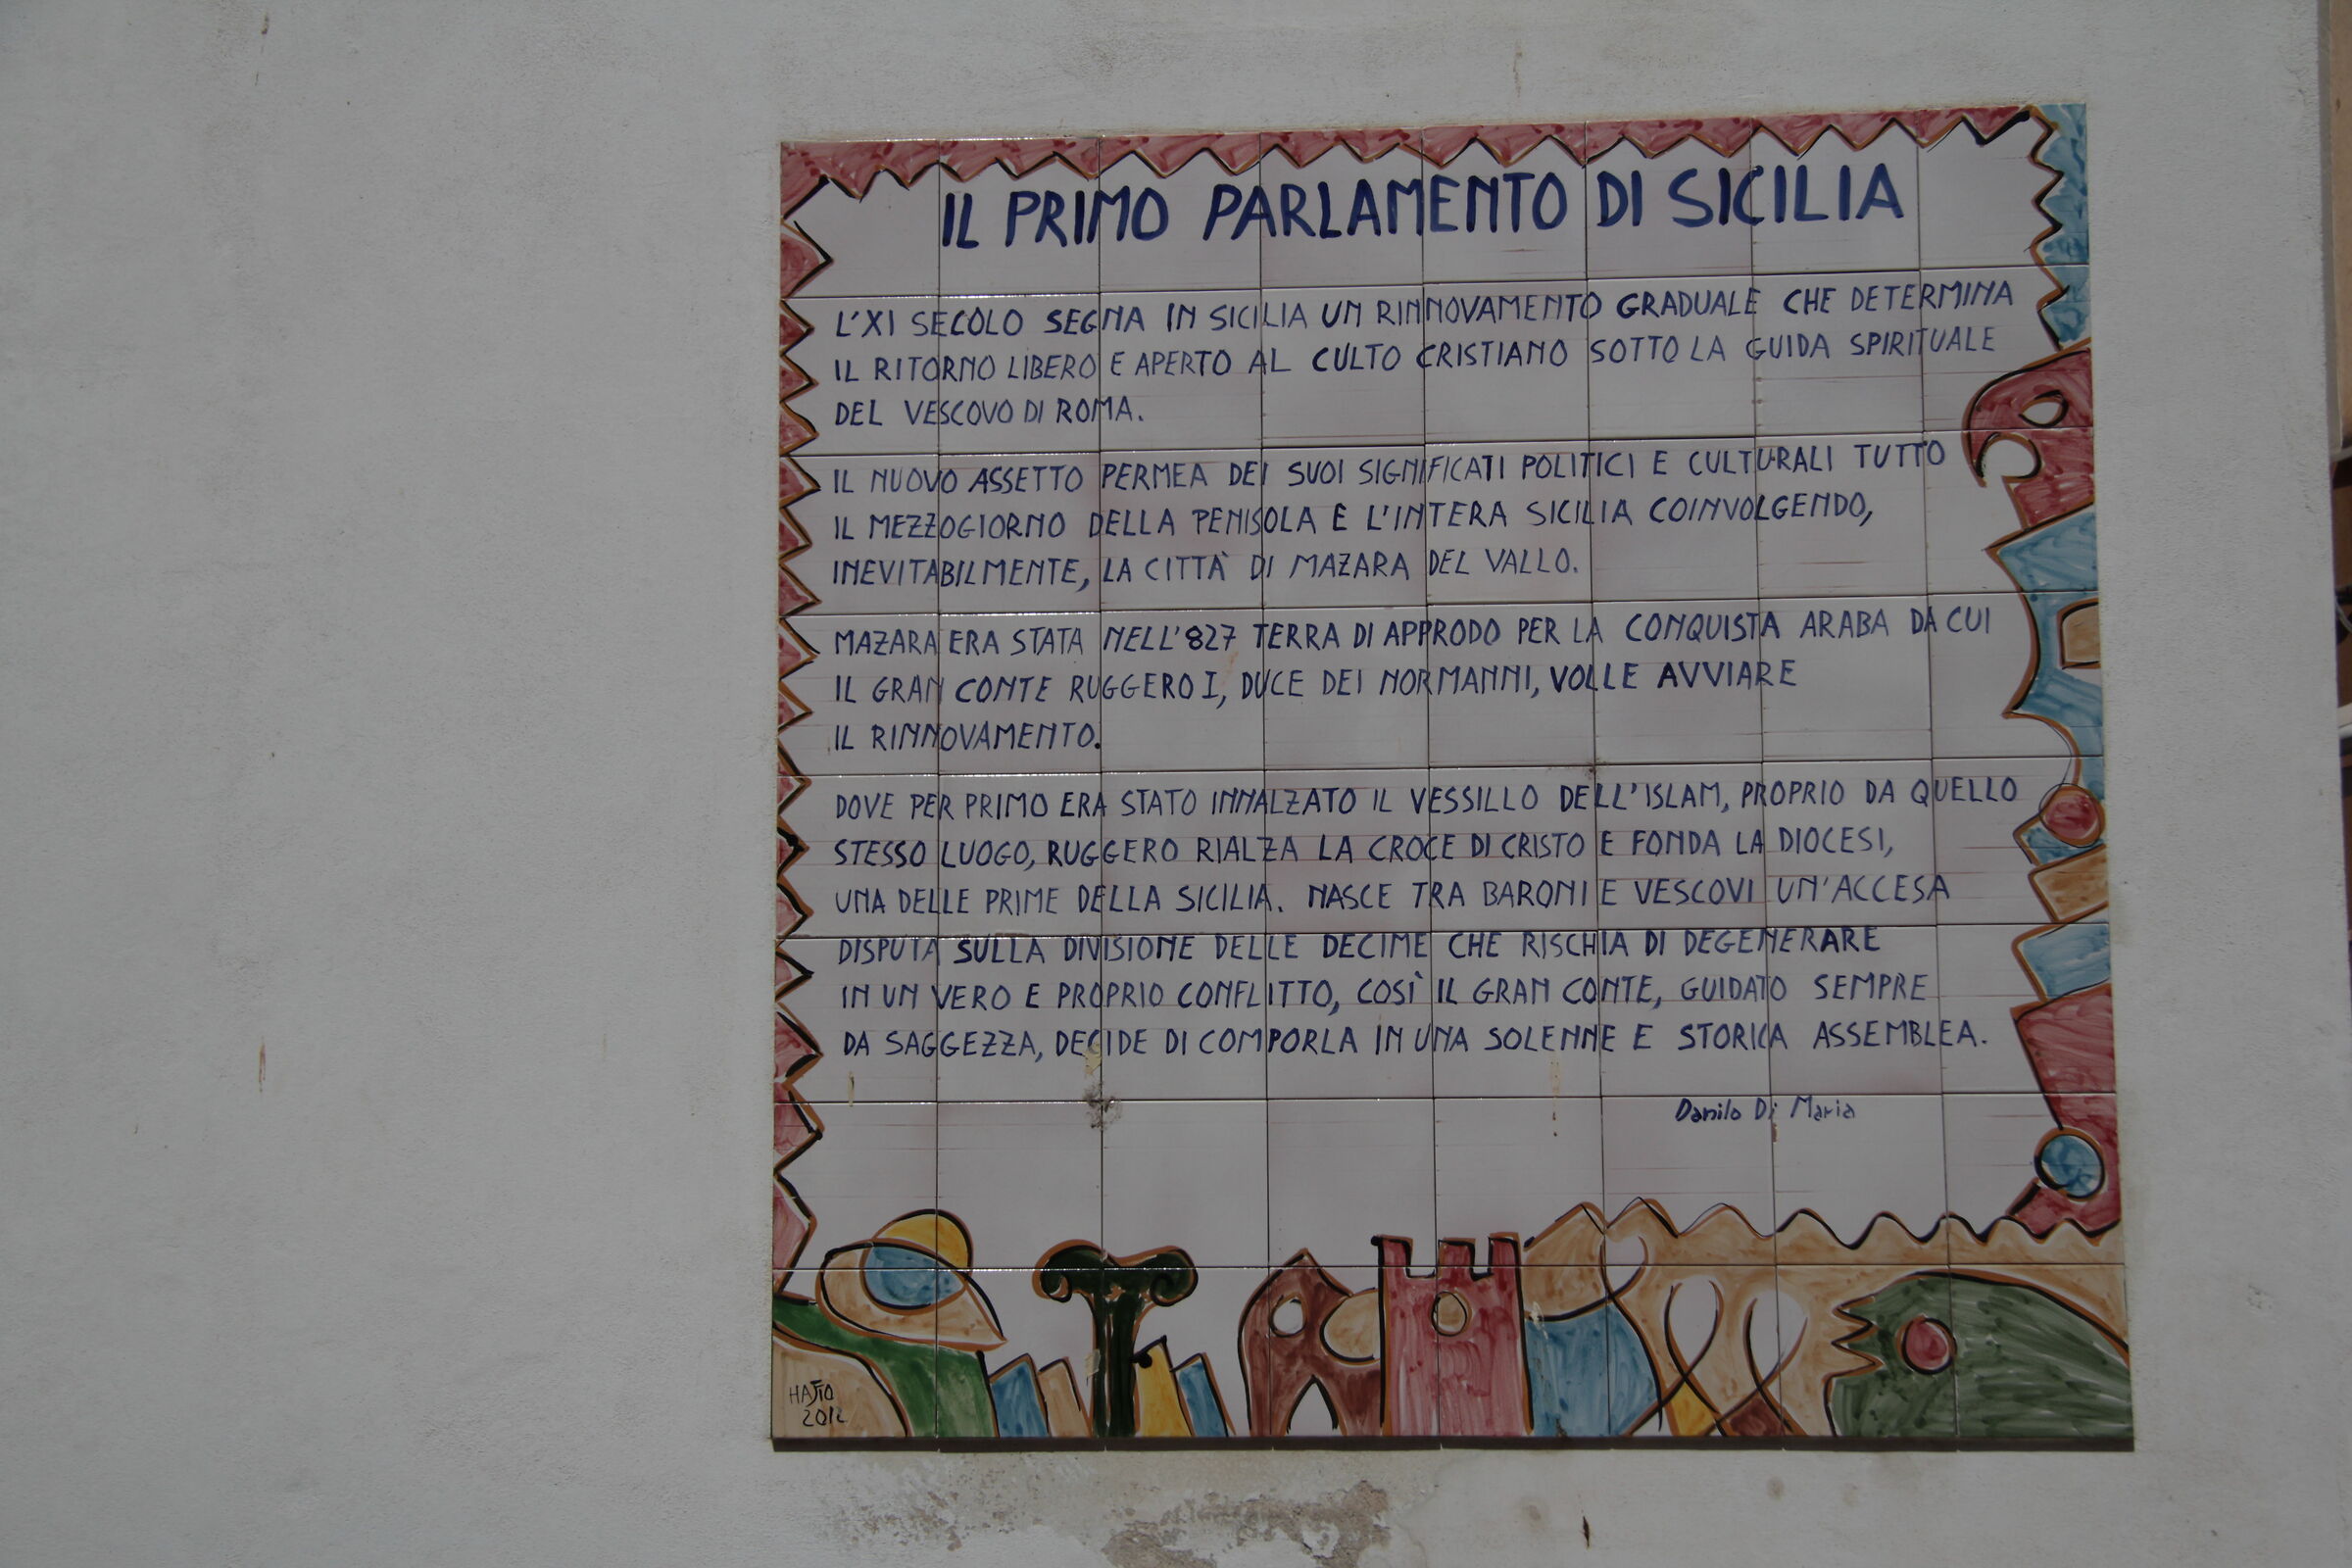 IL PRIMO PARLAMENTO DI SICILIA
L'XI SECOLO SEGNA IN SICILIA UN RINNOVAMENTO GRADUALE CHE DETERMINA
IL RITORNO LIBERO E APERTO AL CULTO CRISTIANO SOTTO LA GUIDA SPIRITUALE
DEL VESCOVO DI ROMA.
IL NUOVO ASSETTO PERMEA DEI SUOI SIGNIFICATI POLITICI E CULTURALI TUTTO
IL MEZZOGIORNO DELLA PENISOLA E L'INTERA SICILIA COINVOLGENDO,
INEVITABILMENTE, LA CITTÀ DI MAZARA DEL VALLO.
MAZARA ERA STATA NELL'827 TERRA DI APPRODO PER LA CONQUISTA ARABA DA CUI
IL GRAN CONTE RUGGERO I, DUCE DEI NORMANNI, VOLLE AVVIARE
IL RINNOVAMENTO.
DOVE PER PRIMO ERA STATO INNALZATO IL VESSILLO DELL'ISLAM, PROPRIO DA QUELLO
STESSO LUOGO, RUGGERO RIALZA LA CROCE DI CRISTO E FONDA LA DIOCESI,
UNA DELLE PRIME DELLA SICILIA. NASCE TRA BARONI E VESCOVI UN'ACCESA
DISPUTA SULLA DIVISIONE DELLE DECIME CHE RISCHIA DI DEGENERARE
IN UN VERO E PROPRIO CONFLITTO, COSÌ IL GRAN CONTE, GUIDATO SEMPRE
DA SAGGEZZA, DECIDE DI COMPORLA IN UNA SOLENNE E STORICA ASSEMBLEA.
Danilo Di Maria
2012